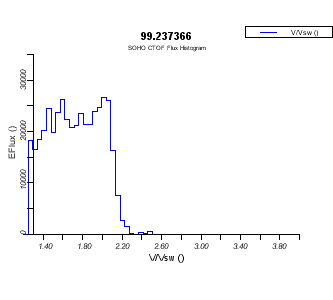 99.237366
SOHO CTOF Flux Histogram
V/Vsw ()
EFlux ()
30000
20000
10000
0
1.40 1.80 2.20 2.60 3.00 3.40 3.80
V/Vsw ()